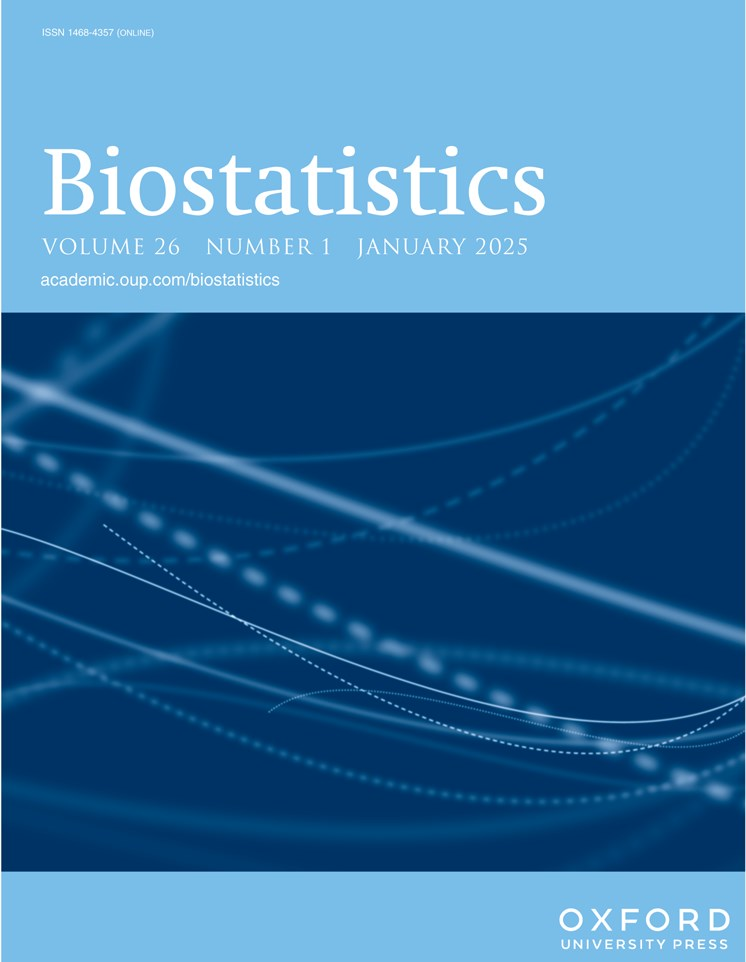 ISSN 1468-4357 (ONLINE)
Biostatistics
VOLUME 26 NUMBER 1 JANUARY 2025
academic.oup.com/biostatistics
OXFORD
UNIVERSITY PRESS